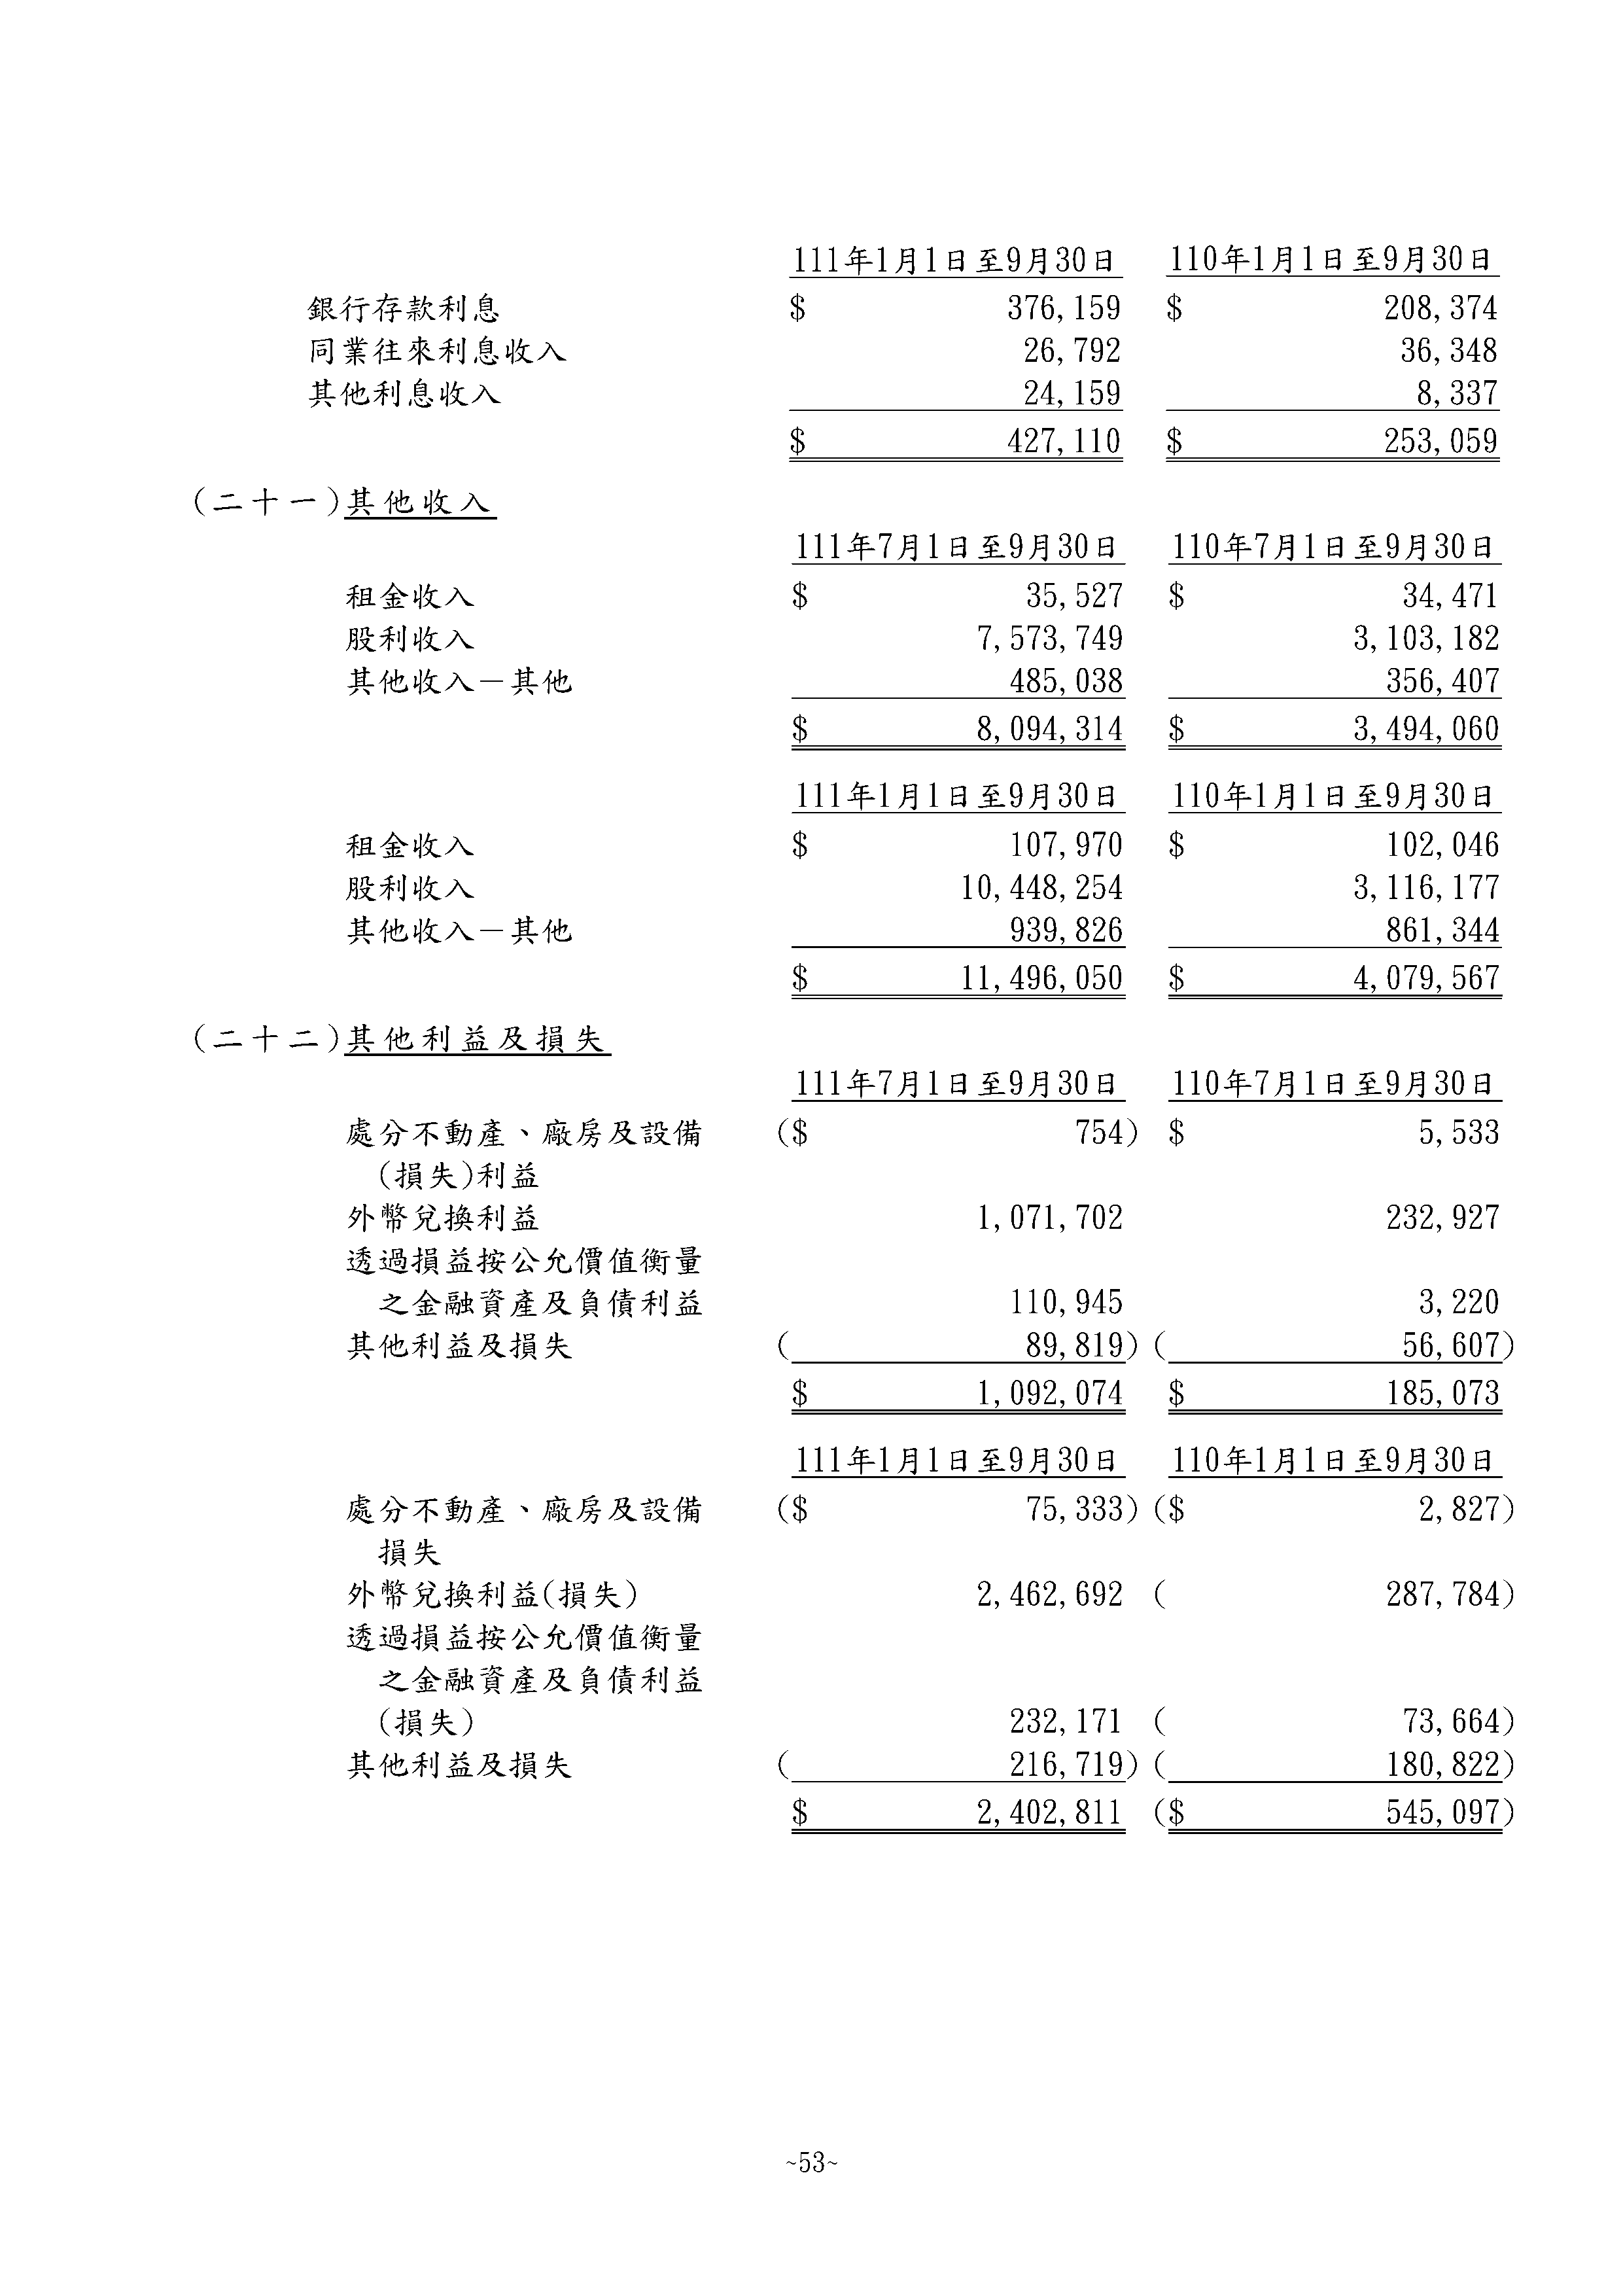 111年1月1日至9月30日 110年1月1日至9月30日
銀行存款利息 $ 376,159 $ 208,374
同業往來利息收入 26,792 36,348
其他利息收入 24,159 8,337
$ 427,110 $ 253,059
(二十一)其他收入
111年7月1日至9月30日 110年7月1日至9月30日
租金收入 $ 35,527 $ 34,471
股利收入 7,573,749 3,103,182
其他收入－其他 485,038 356,407
$ 8,094,314 $ 3,494,060
111年1月1日至9月30日 110年1月1日至9月30日
租金收入 $ 107,970 $ 102,046
股利收入 10,448,254 3,116,177
其他收入－其他 939,826 861,344
$ 11,496,050 $ 4,079,567
(二十二)其他利益及損失
111年7月1日至9月30日 110年7月1日至9月30日
處分不動產、廠房及設備 ($ 754) $ 5,533
(損失)利益
外幣兌換利益 1,071,702 232,927
透過損益按公允價值衡量
之金融資產及負債利益 110,945 3,220
其他利益及損失 ( 89,819) ( 56,607)
$ 1,092,074 $ 185,073
111年1月1日至9月30日 110年1月1日至9月30日
處分不動產、廠房及設備 ($ 75,333) ($ 2,827)
損失
外幣兌換利益(損失) 2,462,692 ( 287,784)
透過損益按公允價值衡量
之金融資產及負債利益
(損失) 232,171 ( 73,664)
其他利益及損失 ( 216,719) ( 180,822)
$ 2,402,811 ($ 545,097)
~53~